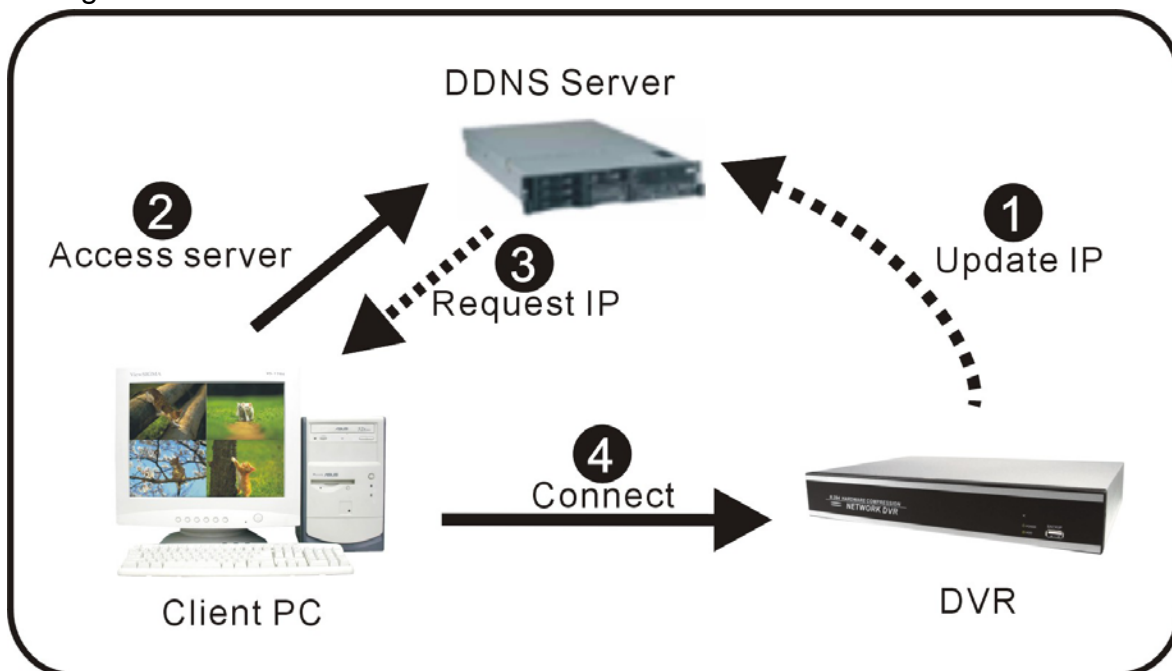 DDNS Server
2
Access server
1
Update IP
3
Request IP
4
Connect
NETWORK DVR
Client PC
DVR